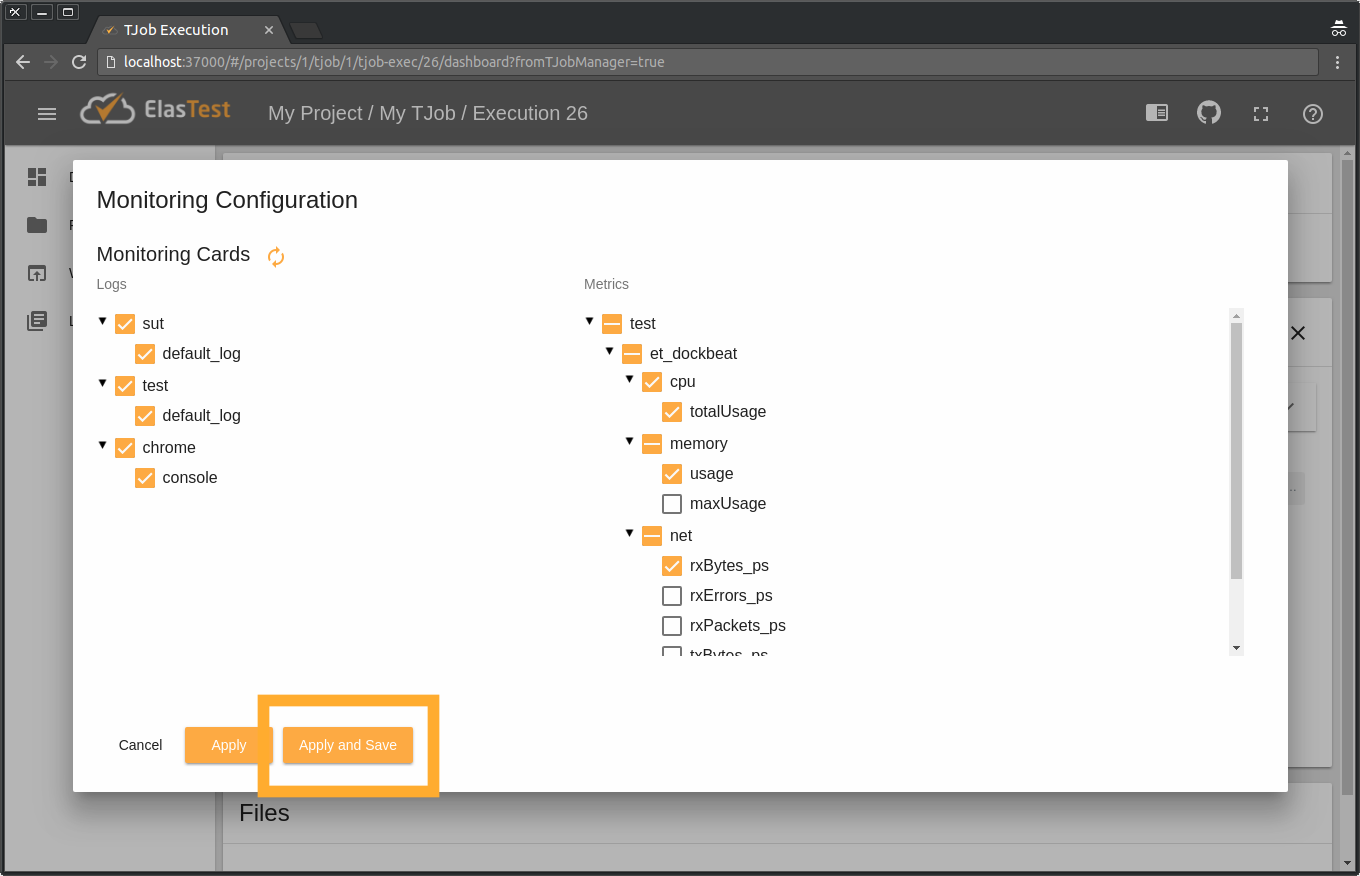 TJob Execution
localhost:37000/#/projects/1/tjob/1/tjob-exec/26/dashboard?fromTJobManager=true
ElasTest
My Project / My TJob / Execution 26
Monitoring Configuration
Monitoring Cards
Logs
sut
default_log
test
default_log
chrome
console
Metrics
test
et_dockbeat
cpu
totalUsage
memory
usage
maxUsage
net
rxBytes_ps
rxErrors_ps
rxPackets_ps
txBytes_ps
Cancel
Apply
Apply and Save
Files